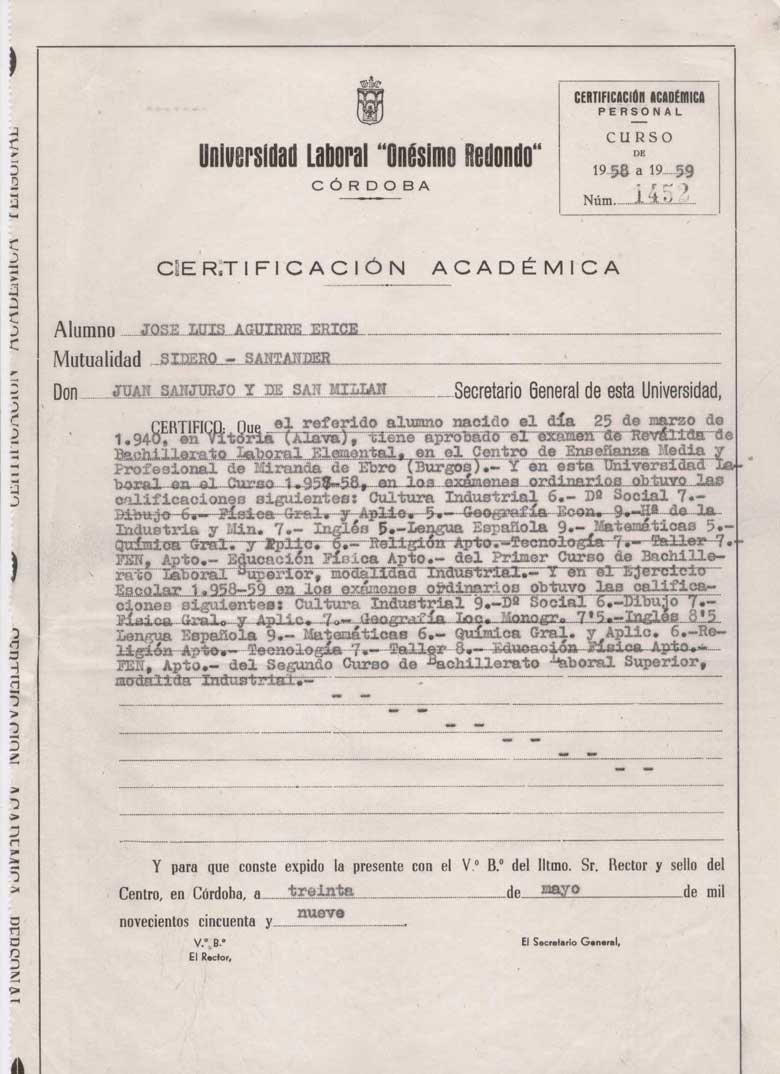 CERTIFICACIÓN ACADÉMICA
PERSONAL
CURSO
DE
1958 a 1959
Núm. 1452
Universidad Laboral "Onésimo Redondo"
CÓRDOBA
CERTIFICACIÓN ACADÉMICA
Alumno JOSE LUIS AGUIRRE ERICE
Mutualidad SIDERO - SANTANDER
Don JUAN SANJURJO Y DE SAN MILLAN Secretario General de esta Universidad,
CERTIFICO: Que el referido alumno nacido el día 25 de marzo de
1.940, en Vitória (Alava), tiene aprobado el examen de Reválida de
Bachillerato Laboral Elemental, en el Centro de Enseñanza Media y
Profesional de Miranda de Ebro (Burgos).- Y en esta Universidad La-
boral en el Curso 1.957-58, en los exámenes ordinarios obtuvo las
calificaciones siguientes: Cultura Industrial 6.- Dº Social 7.-
Dibujo 6.- Física Gral. y Aplic. 5.- Geografía Econ. 9.-Hª de la
Industria y Min. 7.- Inglés 5.-Lengua Española 9.- Matemáticas 5.-
Química Gral. y Aplic. 6.- Religión Apto.-Tecnología 7.- Taller 7.-
FEN, Apto.- Educación Física Apto.- del Primer Curso de Bachille-
rato Laboral Superior, modalidad Industrial.- Y en el Ejercicio
Escolar 1.958-59 en los exámenes ordinarios obtuvo las califica-
ciones siguientes: Cultura Industrial 9.-Dº Social 6.-Dibujo 7.-
Física Gral. y Aplic. 7.- Geografía Loc. Monogr. 7'5.-Inglés 8'5
Lengua Española 9.- Matemáticas 6.- Química Gral. y Aplic. 6.-Re-
ligión Apto.- Tecnología 7.- Taller 8.- Educación Física Apto.-
FEN, Apto.- del Segundo Curso de Bachillerato Laboral Superior,
modalida Industrial.-
Y para que conste expido la presente con el V.º B.º del Iltmo. Sr. Rector y sello del
Centro, en Córdoba, a treinta de mayo de mil
novecientos cincuenta y nueve.
V.º B.º
El Rector,
El Secretario General,
CERTIFICACION ACADEMICA PERSONAL